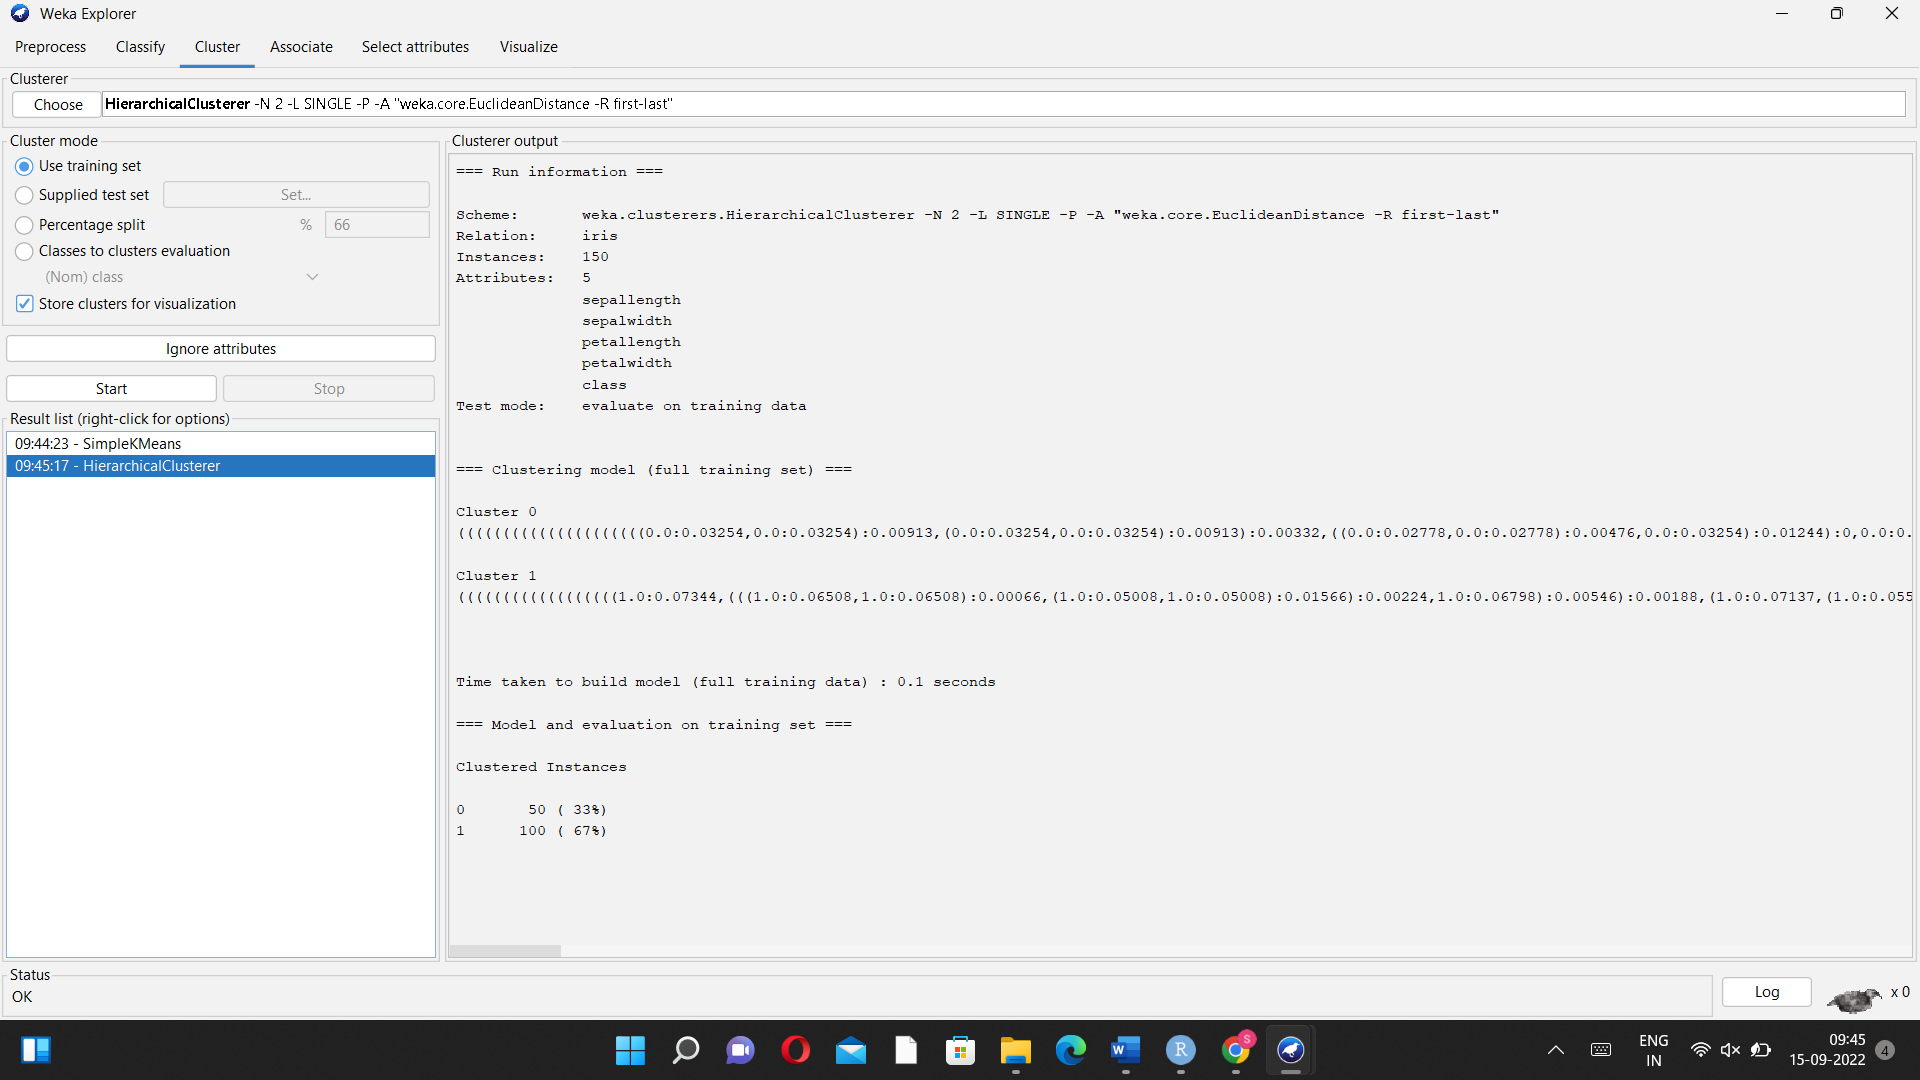 Weka Explorer
Preprocess Classify Cluster Associate Select attributes Visualize
Clusterer
Choose HierarchicalClusterer -N 2 -L SINGLE -P -A "weka.core.EuclideanDistance -R first-last"
Cluster mode
Use training set
Supplied test set Set...
Percentage split % 66
Classes to clusters evaluation
(Nom) class
Store clusters for visualization
Ignore attributes
Start Stop
Result list (right-click for options)
09:44:23 - SimpleKMeans
09:45:17 - HierarchicalClusterer
Clusterer output
=== Run information ===
Scheme: weka.clusterers.HierarchicalClusterer -N 2 -L SINGLE -P -A "weka.core.EuclideanDistance -R first-last"
Relation: iris
Instances: 150
Attributes: 5
sepallength
sepalwidth
petallength
petalwidth
class
Test mode: evaluate on training data
=== Clustering model (full training set) ===
Cluster 0
(((((((((((((((((((((0.0:0.03254,0.0:0.03254):0.00913,(0.0:0.03254,0.0:0.03254):0.00913):0.00332,((0.0:0.02778,0.0:0.02778):0.00476,0.0:0.03254):0.01244):0,0.0:0.
Cluster 1
((((((((((((((((((1.0:0.07344,(((1.0:0.06508,1.0:0.06508):0.00066,(1.0:0.05008,1.0:0.05008):0.01566):0.00224,1.0:0.06798):0.00546):0.00188,(1.0:0.07137,(1.0:0.055
Time taken to build model (full training data) : 0.1 seconds
=== Model and evaluation on training set ===
Clustered Instances
0 50 ( 33%)
1 100 ( 67%)
Status
OK
Log x 0
ENG
IN
09:45
15-09-2022
4